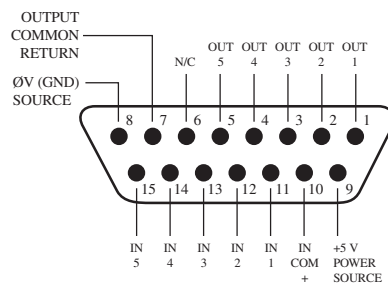 OUTPUT
COMMON
RETURN
ØV (GND)
SOURCE
N/C
OUT
5
OUT
4
OUT
3
OUT
2
OUT
1
8 7 6 5 4 3 2 1
15 14 13 12 11 10 9
IN
5
IN
4
IN
3
IN
2
IN
1
IN
COM
+
+5 V
POWER
SOURCE